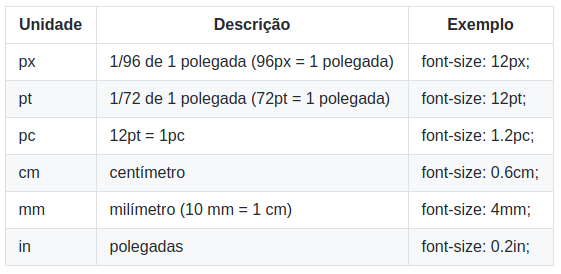 Unidade Descrição Exemplo
px 1/96 de 1 polegada (96px = 1 polegada) font-size: 12px;
pt 1/72 de 1 polegada (72pt = 1 polegada) font-size: 12pt;
pc 12pt = 1pc font-size: 1.2pc;
cm centímetro font-size: 0.6cm;
mm milímetro (10 mm = 1 cm) font-size: 4mm;
in polegadas font-size: 0.2in;